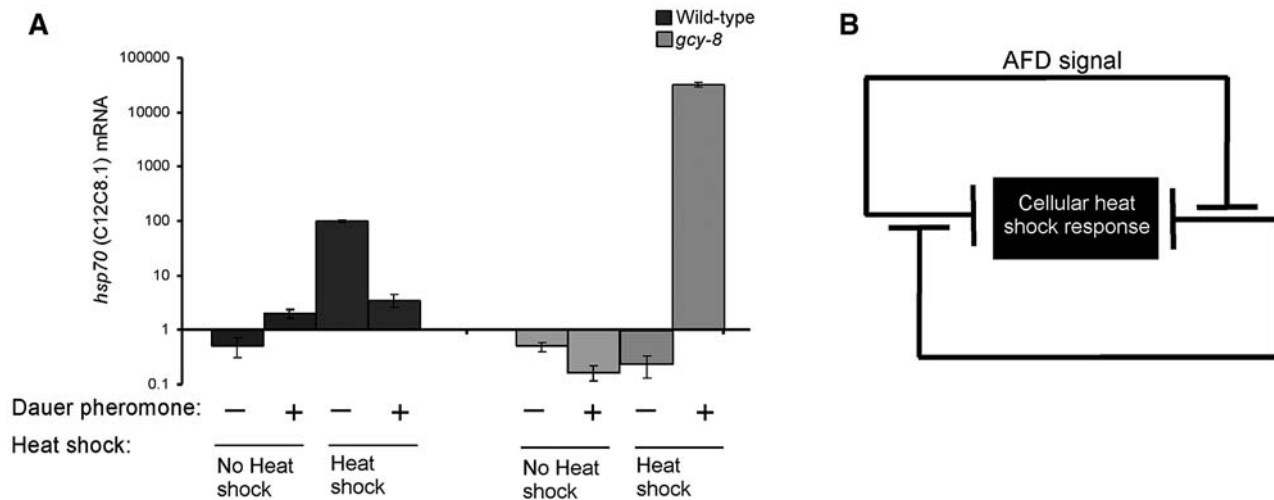 A
Wild-type
gcy-8
hsp70 (C12C8.1) mRNA
100000
10000
1000
100
10
1
0.1
Dauer pheromone: − + − + − + − +
Heat shock:
No Heat shock
Heat shock
No Heat shock
Heat shock
B
AFD signal
Cellular heat
shock response